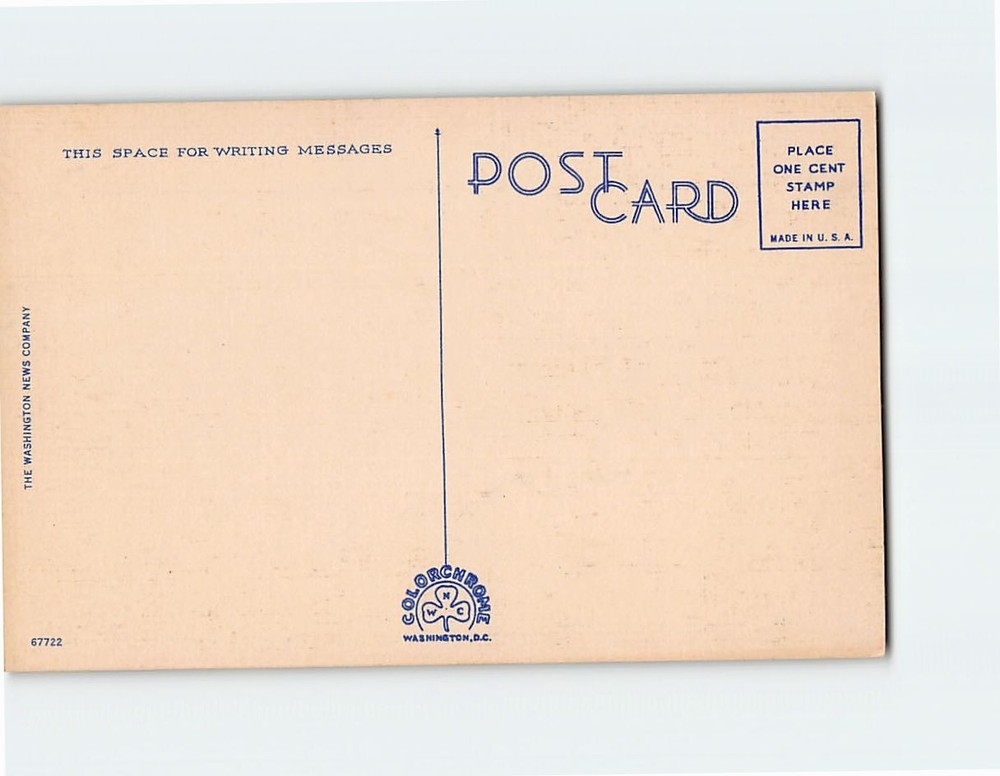 THIS SPACE FOR WRITING MESSAGES
POST
CARD
PLACE
ONE CENT
STAMP
HERE
MADE IN U. S. A.
THE WASHINGTON NEWS COMPANY
67722
COLORCHROME
N
W C
WASHINGTON, D.C.